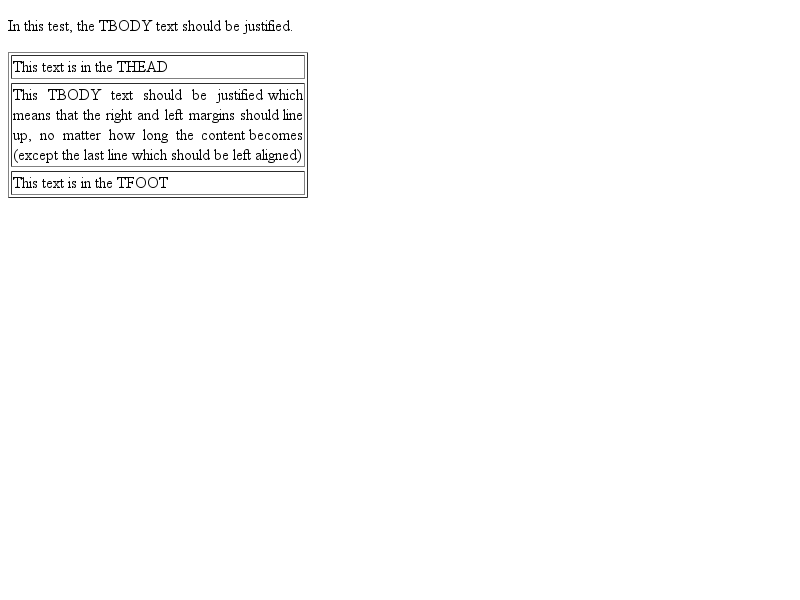 In this test, the TBODY text should be justified.
This text is in the THEAD
This TBODY text should be justified which
means that the right and left margins should line
up, no matter how long the content becomes
(except the last line which should be left aligned)
This text is in the TFOOT